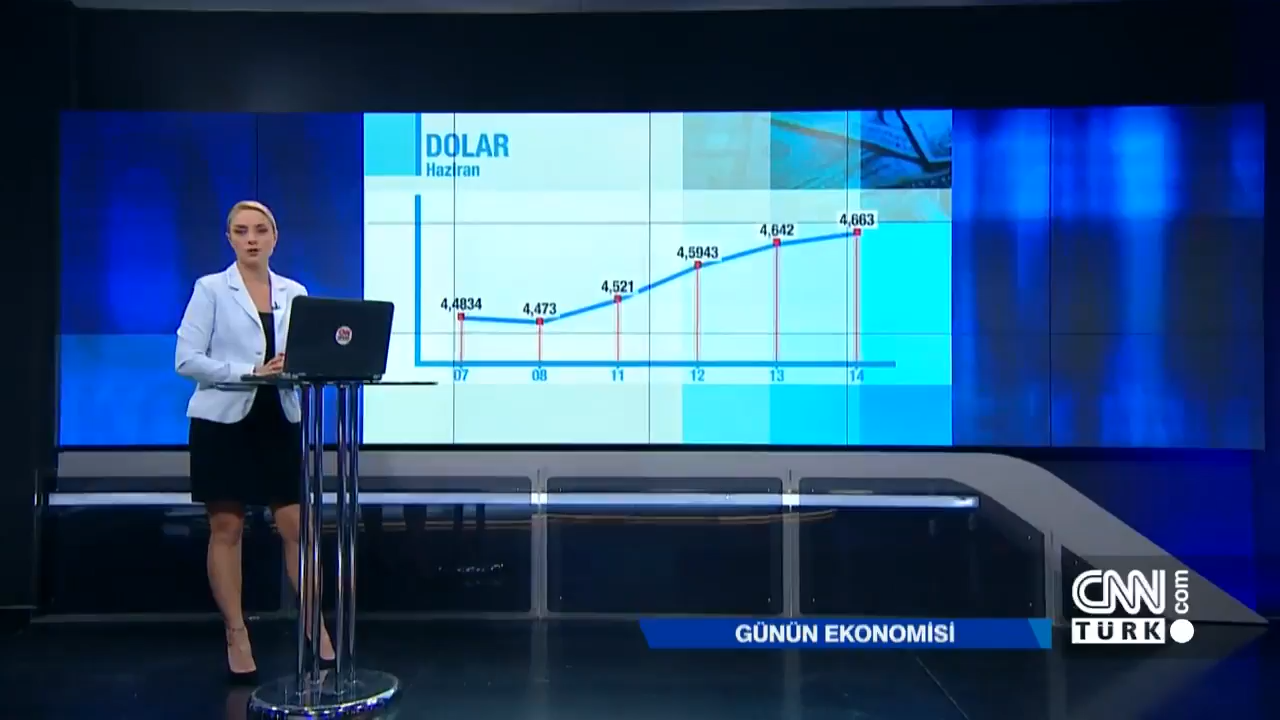 DOLAR
Haziran
4,4834
4,473
4,521
4,5943
4,642
4,663
07
08
11
12
13
14
GÜNÜN EKONOMİSİ
CNN
TÜRK
.com
CNN